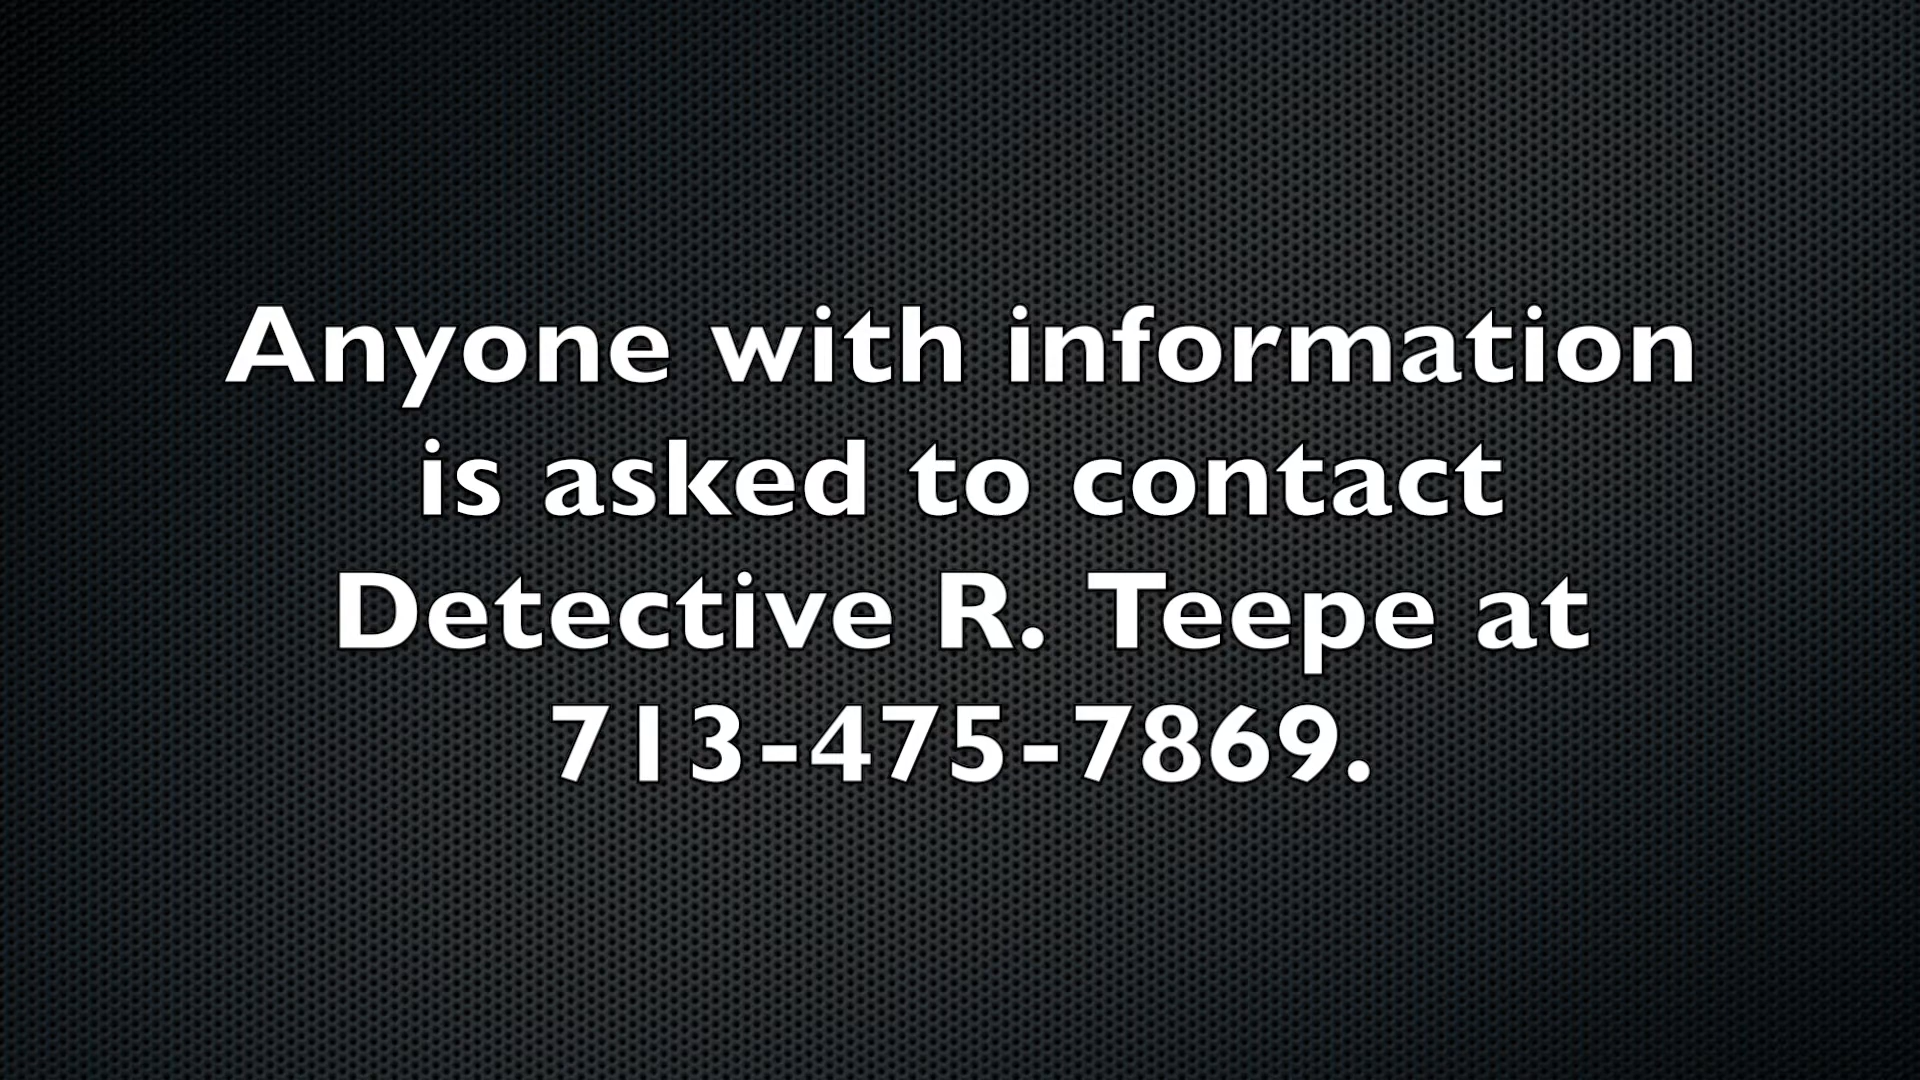 Anyone with information
is asked to contact
Detective R. Teepe at
713-475-7869.